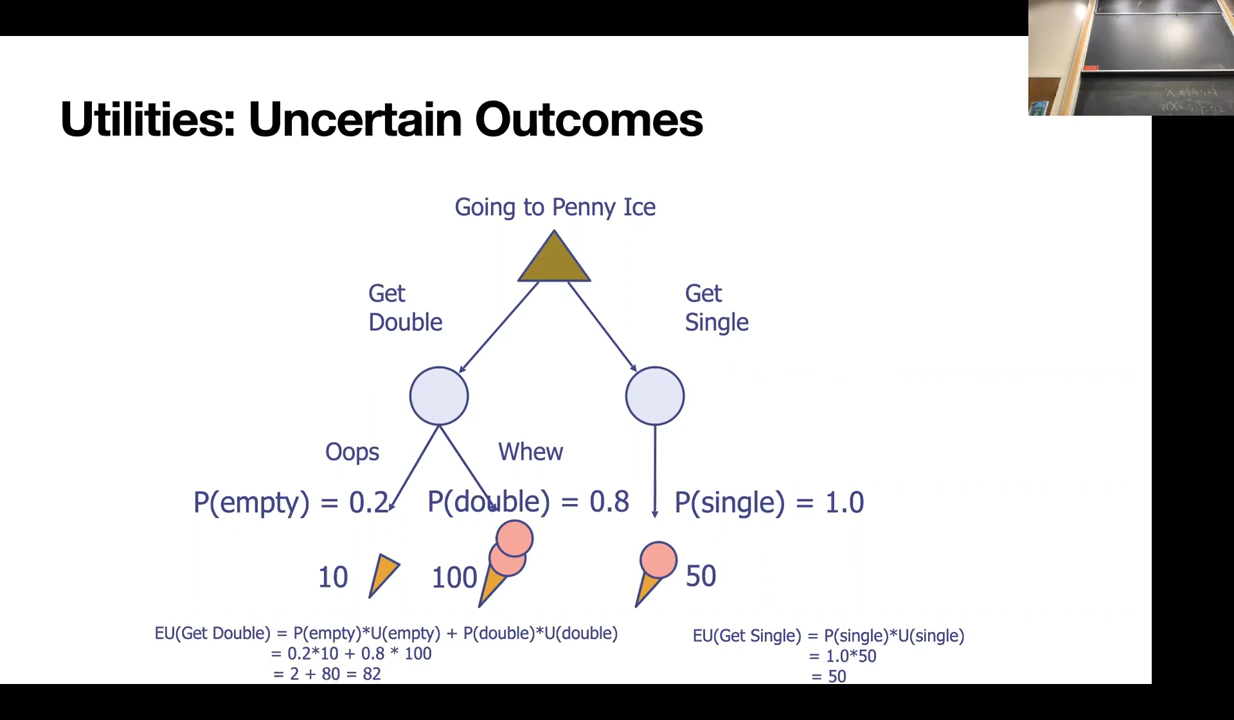 Utilities: Uncertain Outcomes
Going to Penny Ice
Get
Double
Get
Single
Oops
Whew
P(empty) = 0.2
P(double) = 0.8
P(single) = 1.0
10
100
50
EU(Get Double) = P(empty)*U(empty) + P(double)*U(double)
= 0.2*10 + 0.8 * 100
= 2 + 80 = 82
EU(Get Single) = P(single)*U(single)
= 1.0*50
= 50